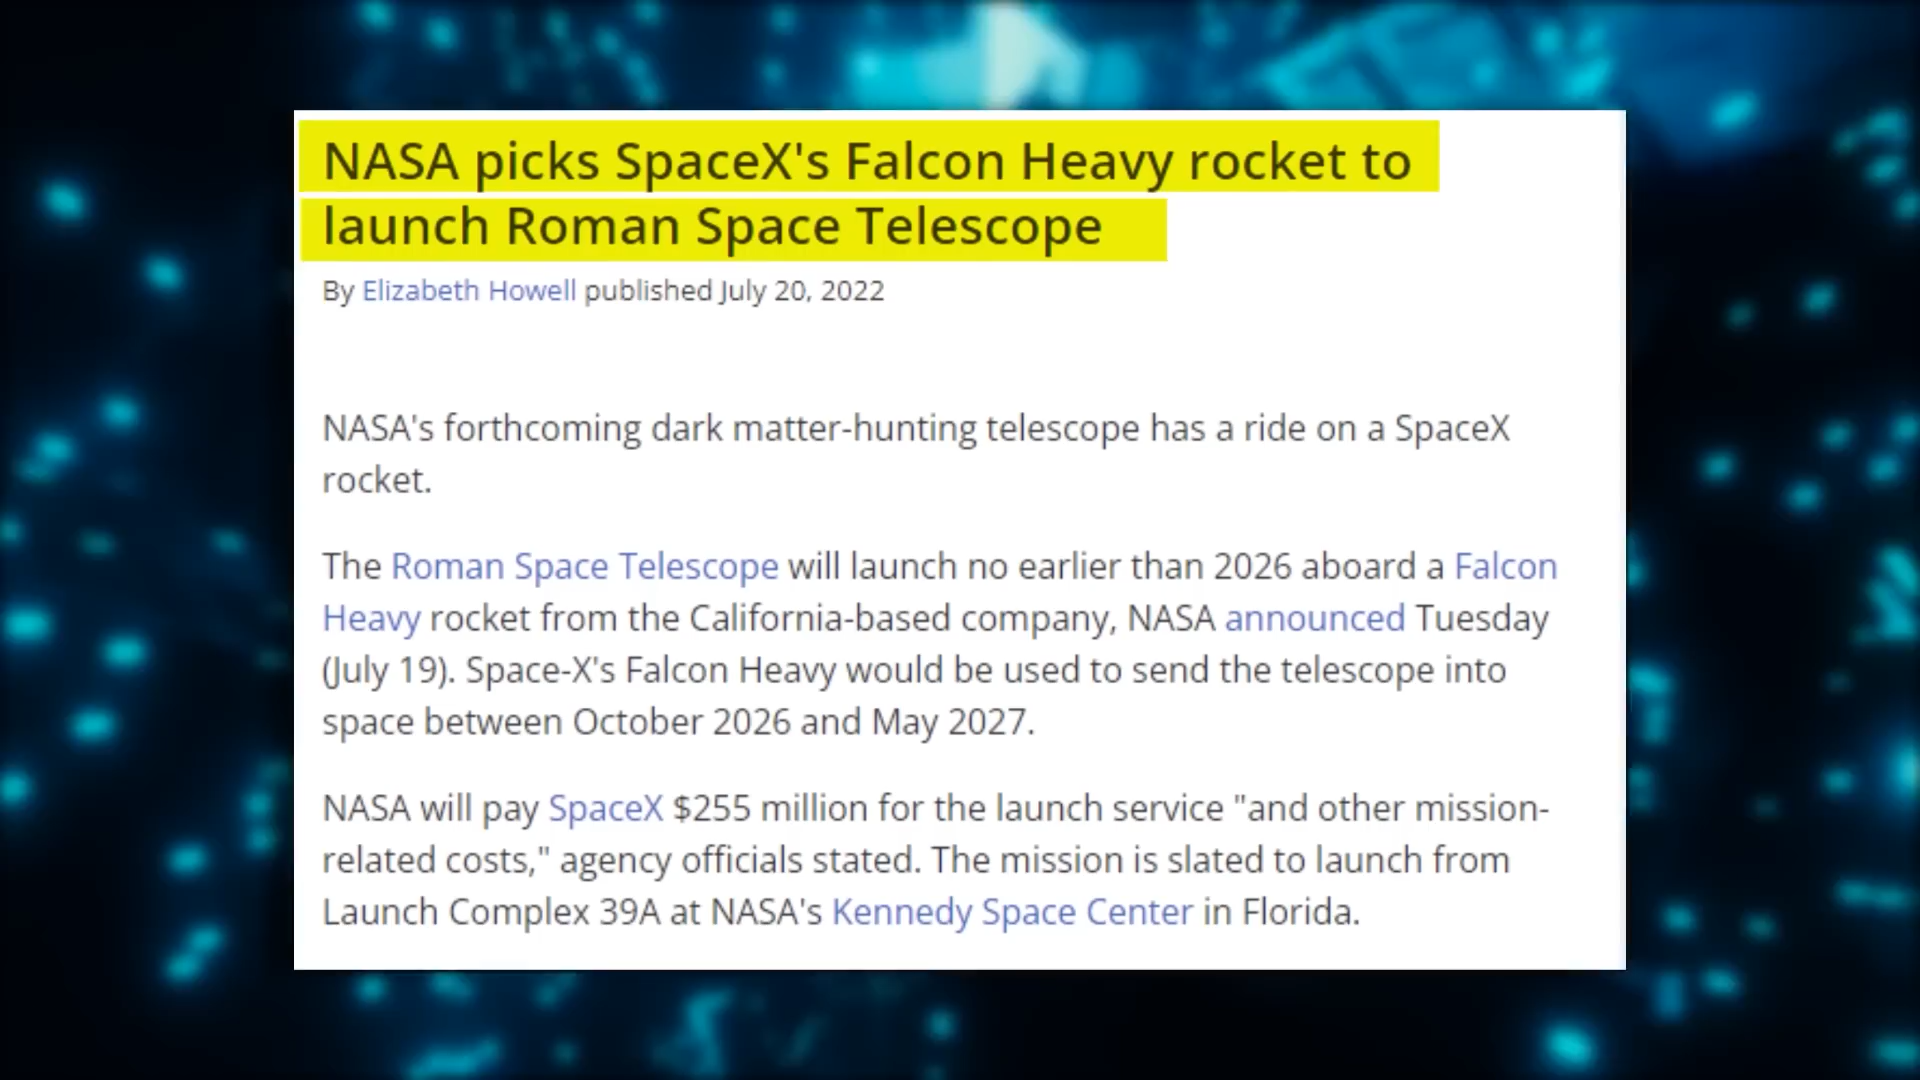 NASA picks SpaceX's Falcon Heavy rocket to
launch Roman Space Telescope
By Elizabeth Howell published July 20, 2022
NASA's forthcoming dark matter-hunting telescope has a ride on a SpaceX
rocket.
The Roman Space Telescope will launch no earlier than 2026 aboard a Falcon
Heavy rocket from the California-based company, NASA announced Tuesday
(July 19). Space-X's Falcon Heavy would be used to send the telescope into
space between October 2026 and May 2027.
NASA will pay SpaceX $255 million for the launch service "and other mission-
related costs," agency officials stated. The mission is slated to launch from
Launch Complex 39A at NASA's Kennedy Space Center in Florida.